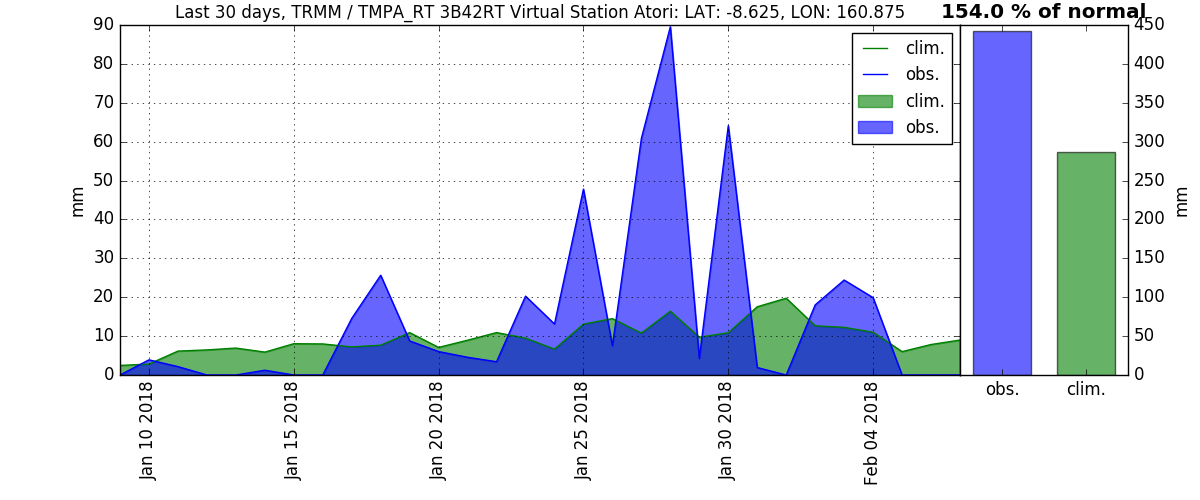 Last 30 days, TRMM / TMPA_RT 3B42RT Virtual Station Atori: LAT: -8.625, LON: 160.875
154.0 % of normal
90
80
70
60
50
40
30
20
10
0
mm
clim.
obs.
clim.
obs.
450
400
350
300
250
200
150
100
50
0
mm
Jan 10 2018
Jan 15 2018
Jan 20 2018
Jan 25 2018
Jan 30 2018
Feb 04 2018
obs.
clim.